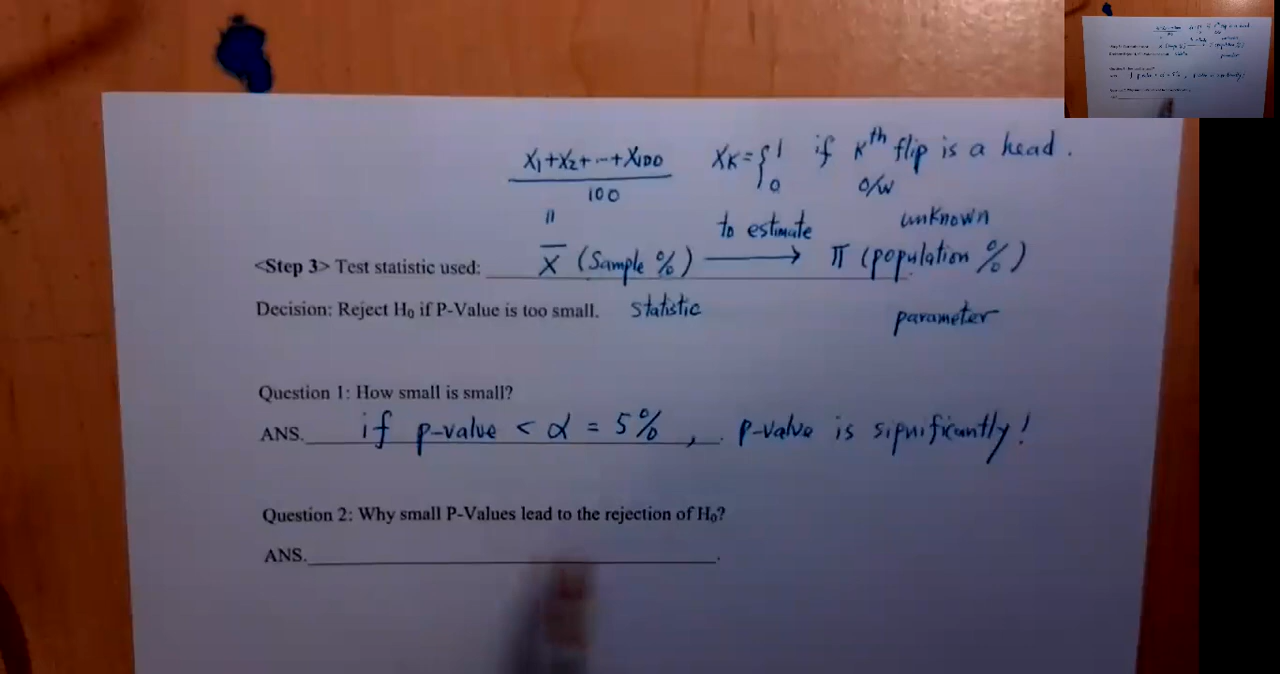 X1+X2+···+X100 XK={1 if Kth flip is a head.
100 0 o/w
to estimate unknown
<Step 3> Test statistic used: X̄ (Sample %) → π (population %)
Decision: Reject H0 if P-Value is too small. Statistic parameter
Question 1: How small is small?
ANS. if p-value < α = 5%, p-value is significantly!
Question 2: Why small P-Values lead to the rejection of H0?
ANS.